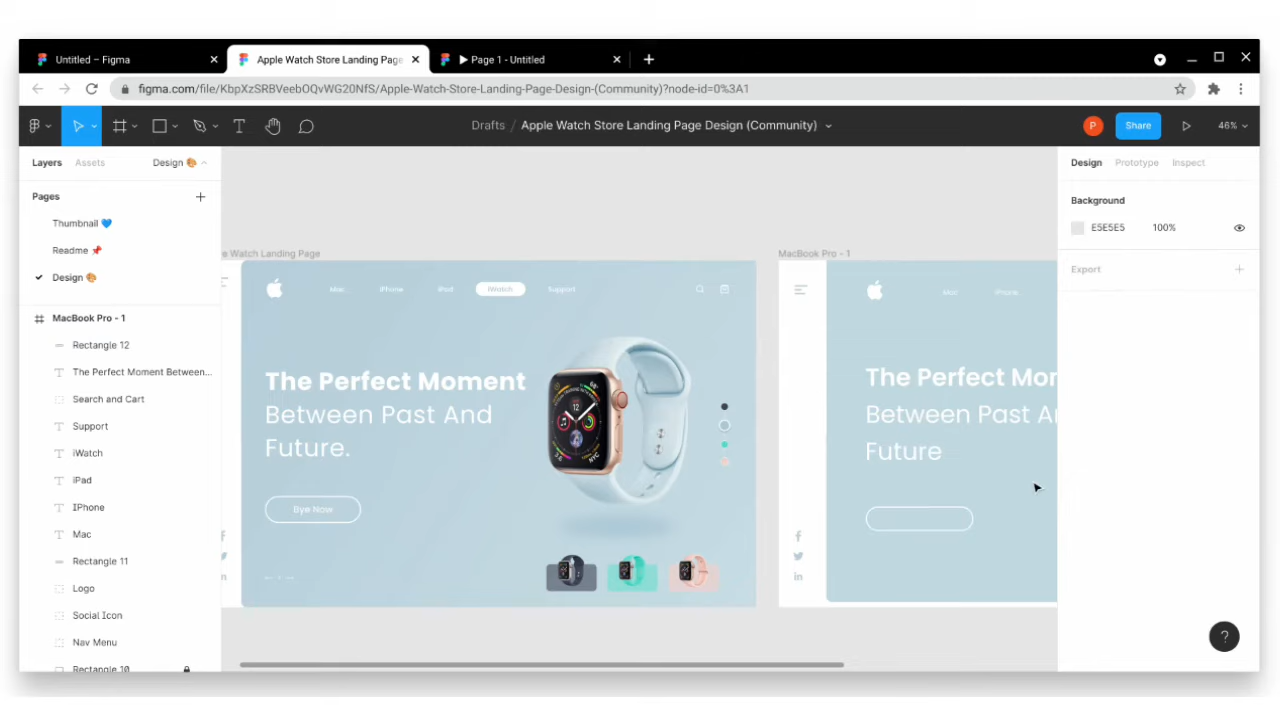 Untitled – Figma
Apple Watch Store Landing Page
Page 1 - Untitled
figma.com/file/KbpXzSRBVeebOQvWG20NfS/Apple-Watch-Store-Landing-Page-Design-(Community)?node-id=0%3A1
Drafts / Apple Watch Store Landing Page Design (Community)
P
Share
46%
Layers
Assets
Design 🎨
Pages
Thumbnail 💙
Readme 📌
Design 🎨
MacBook Pro - 1
Rectangle 12
The Perfect Moment Between...
Search and Cart
Support
iWatch
iPad
IPhone
Mac
Rectangle 11
Logo
Social Icon
Nav Menu
Rectangle 10
e Watch Landing Page
Mac
iPhone
iPad
iWatch
Support
The Perfect Moment
Between Past And
Future.
Bye Now
12
68°
NYC
MacBook Pro - 1
Mac
iPhone
The Perfect Mor
Between Past Ar
Future
f
in
Design
Prototype
Inspect
Background
E5E5E5
100%
Export
?